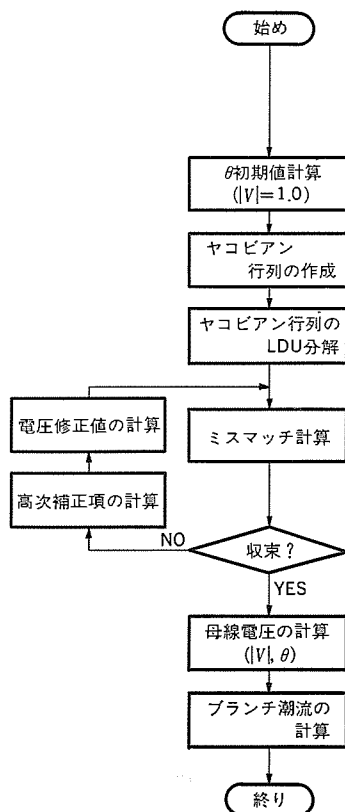 始め
θ初期値計算
(|V|=1.0)
ヤコビアン
行列の作成
ヤコビアン行列の
LDU分解
電圧修正値の計算
ミスマッチ計算
高次補正項の計算
NO
収束?
YES
母線電圧の計算
(|V|, θ)
ブランチ潮流の
計算
終り